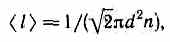 ⟨ l ⟩ = 1/(√2πd²n),